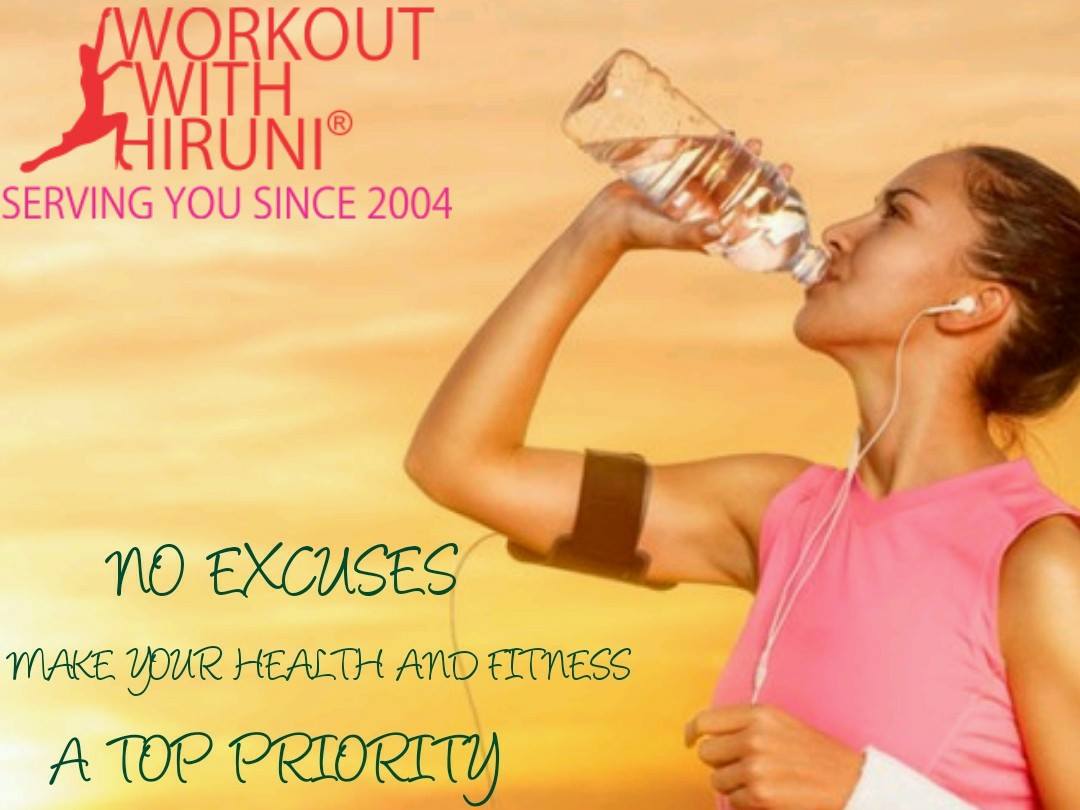 WORKOUT
WITH
HIRUNI®
SERVING YOU SINCE 2004
NO EXCUSES
MAKE YOUR HEALTH AND FITNESS
A TOP PRIORITY